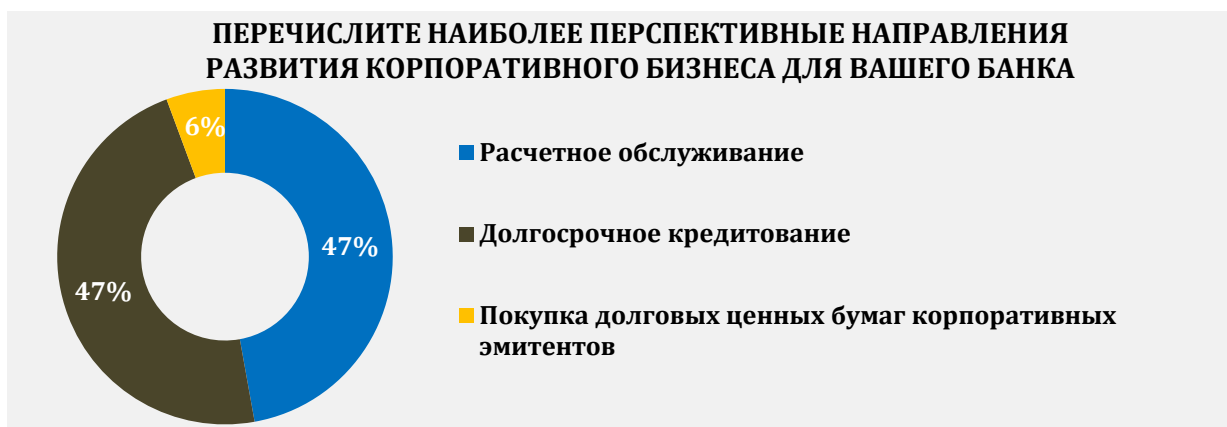 ПЕРЕЧИСЛИТЕ НАИБОЛЕЕ ПЕРСПЕКТИВНЫЕ НАПРАВЛЕНИЯ
РАЗВИТИЯ КОРПОРАТИВНОГО БИЗНЕСА ДЛЯ ВАШЕГО БАНКА
6%
47%
47%
Расчетное обслуживание
Долгосрочное кредитование
Покупка долговых ценных бумаг корпоративных
эмитентов